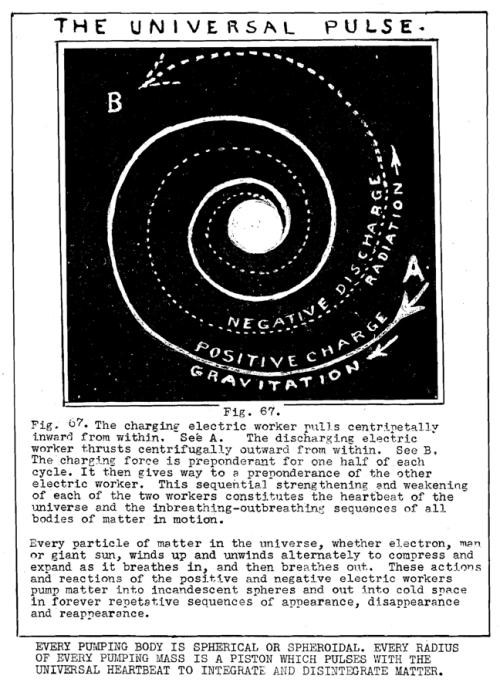 THE UNIVERSAL PULSE.
B
A
NEGATIVE DISCHARGE
RADIATION
POSITIVE CHARGE
GRAVITATION
Fig. 67.
Fig. 67. The charging electric worker pulls centripetally
inward from within. See A. The discharging electric
worker thrusts centrifugally outward from within. See B.
The charging force is preponderant for one half of each
cycle. It then gives way to a preponderance of the other
electric worker. This sequential strengthening and weakening
of each of the two workers constitutes the heartbeat of the
universe and the inbreathing-outbreathing sequences of all
bodies of matter in motion.
Every particle of matter in the universe, whether electron, man
or giant sun, winds up and unwinds alternately to compress and
expand as it breathes in, and then breathes out. These actions
and reactions of the positive and negative electric workers
pump matter into incandescent spheres and out into cold space
in forever repetative sequences of appearance, disappearance
and reappearance.
EVERY PUMPING BODY IS SPHERICAL OR SPHEROIDAL. EVERY RADIUS
OF EVERY PUMPING MASS IS A PISTON WHICH PULSES WITH THE
UNIVERSAL HEARTBEAT TO INTEGRATE AND DISINTEGRATE MATTER.